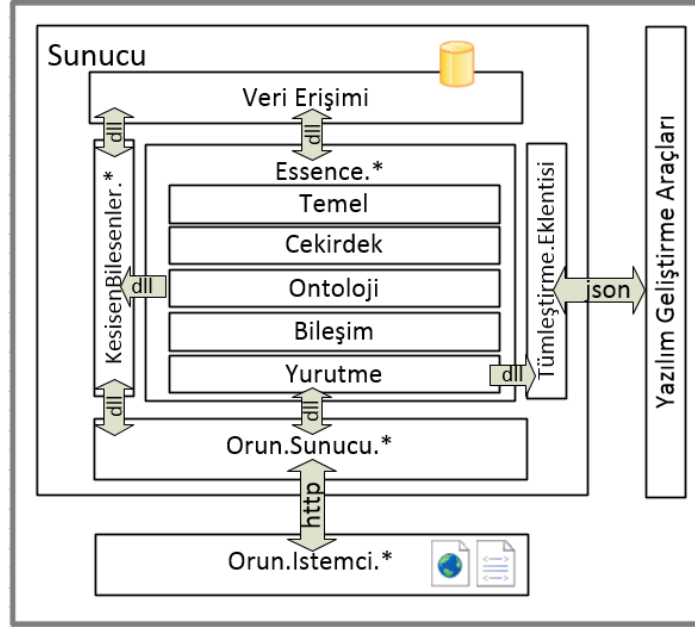 Sunucu
Veri Erişimi
dll
dll
KesisenBilesenler.*
Essence.*
Temel
Cekirdek
Ontoloji
Bileşim
Yurutme
dll
dll
Tümleştirme.Eklentisi
json
Yazılım Geliştirme Araçları
dll
dll
Orun.Sunucu.*
http
Orun.Istemci.*